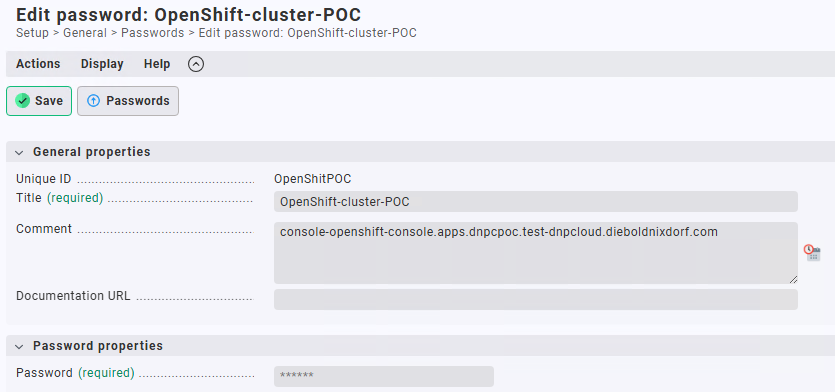 Edit password: OpenShift-cluster-POC
Setup > General > Passwords > Edit password: OpenShift-cluster-POC
Actions Display Help
Save Passwords
General properties
Unique ID OpenShitPOC
Title (required) OpenShift-cluster-POC
Comment console-openshift-console.apps.dnpcpoc.test-dnpcloud.dieboldnixdorf.com
Documentation URL
Password properties
Password (required) ******